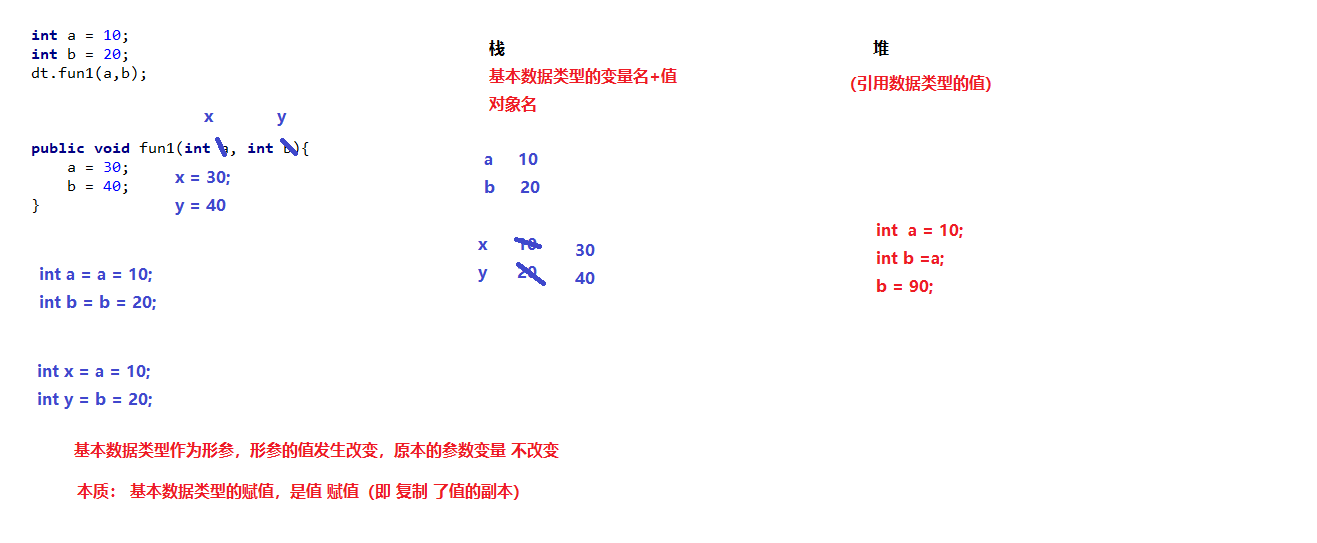 int a = 10;
int b = 20;
dt.fun1(a,b);
x y
public void fun1(int a, int b){
a = 30;
b = 40;
}
x = 30;
y = 40
int a = a = 10;
int b = b = 20;
int x = a = 10;
int y = b = 20;
栈
基本数据类型的变量名+值
对象名
a 10
b 20
x 10 30
y 20 40
堆
(引用数据类型的值)
int a = 10;
int b =a;
b = 90;
基本数据类型作为形参，形参的值发生改变，原本的参数变量 不改变
本质： 基本数据类型的赋值，是值 赋值（即 复制 了值的副本）